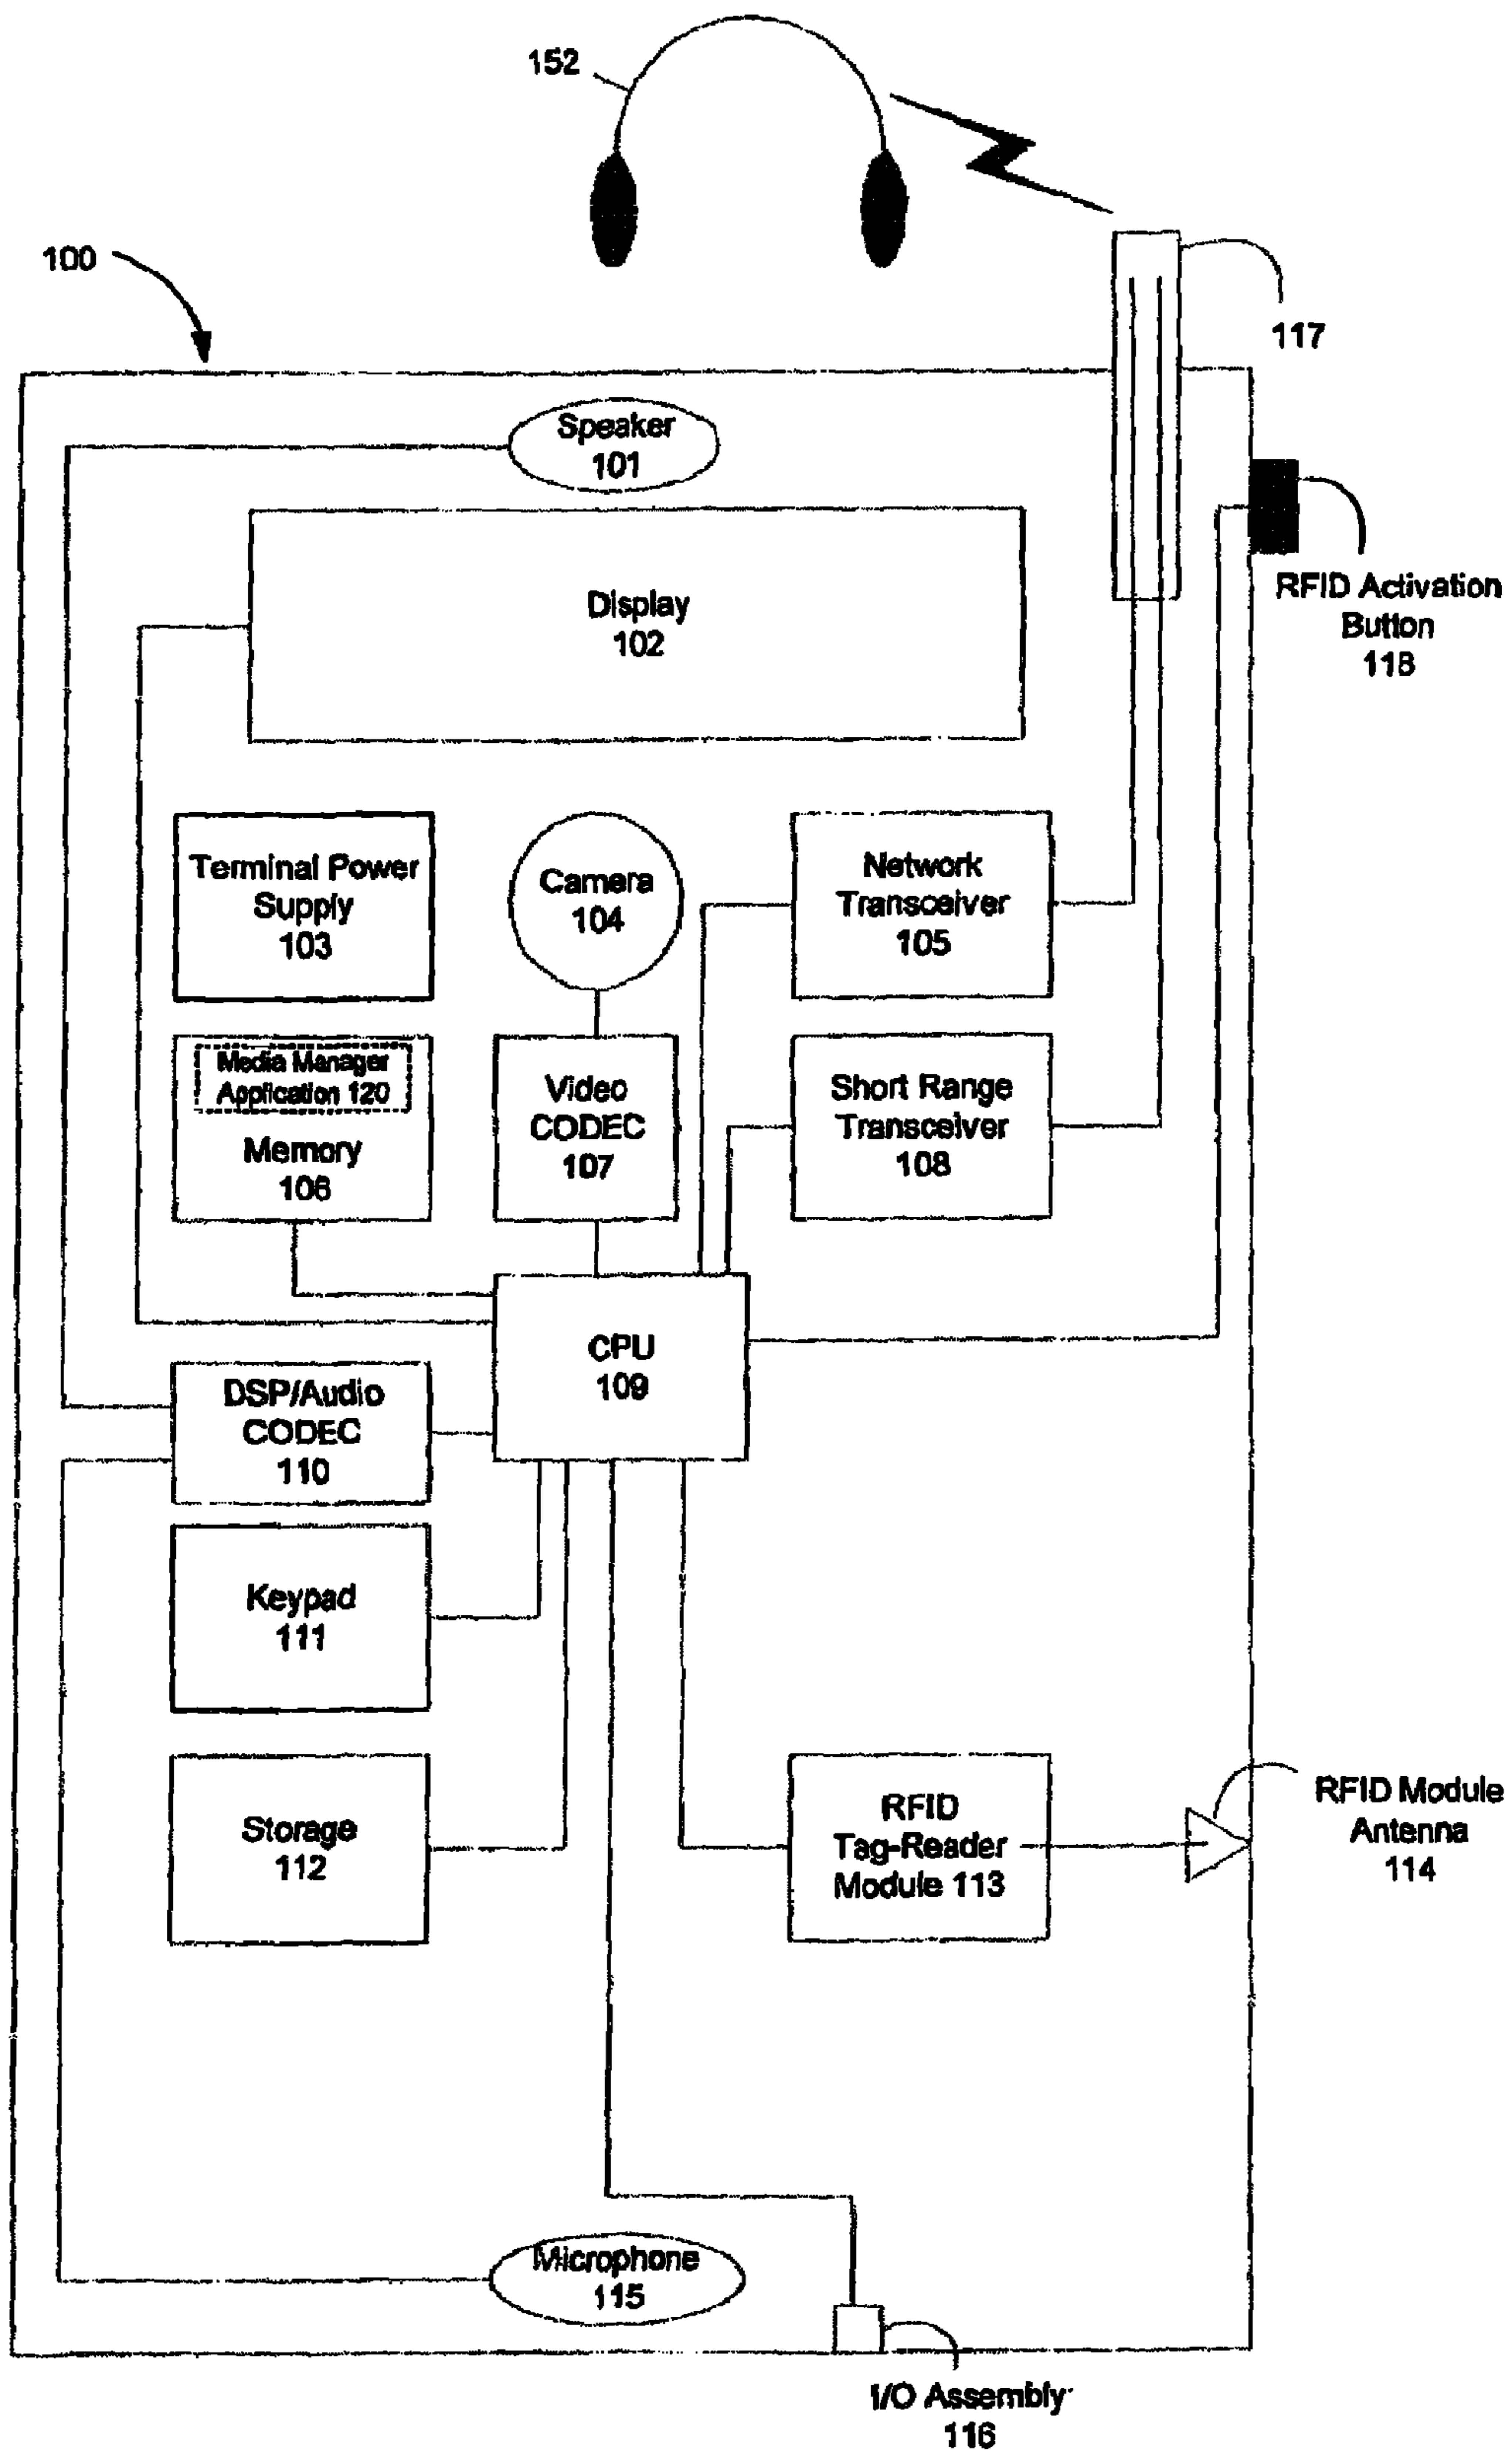 152
100
117
Speaker
101
RFID Activation
Button
118
Display
102
Terminal Power
Supply
103
Camera
104
Network
Transceiver
105
Media Manager
Application 120
Memory
106
Video
CODEC
107
Short Range
Transceiver
108
CPU
109
DSP/Audio
CODEC
110
Keypad
111
Storage
112
RFID
Tag-Reader
Module 113
RFID Module
Antenna
114
Microphone
115
I/O Assembly
116